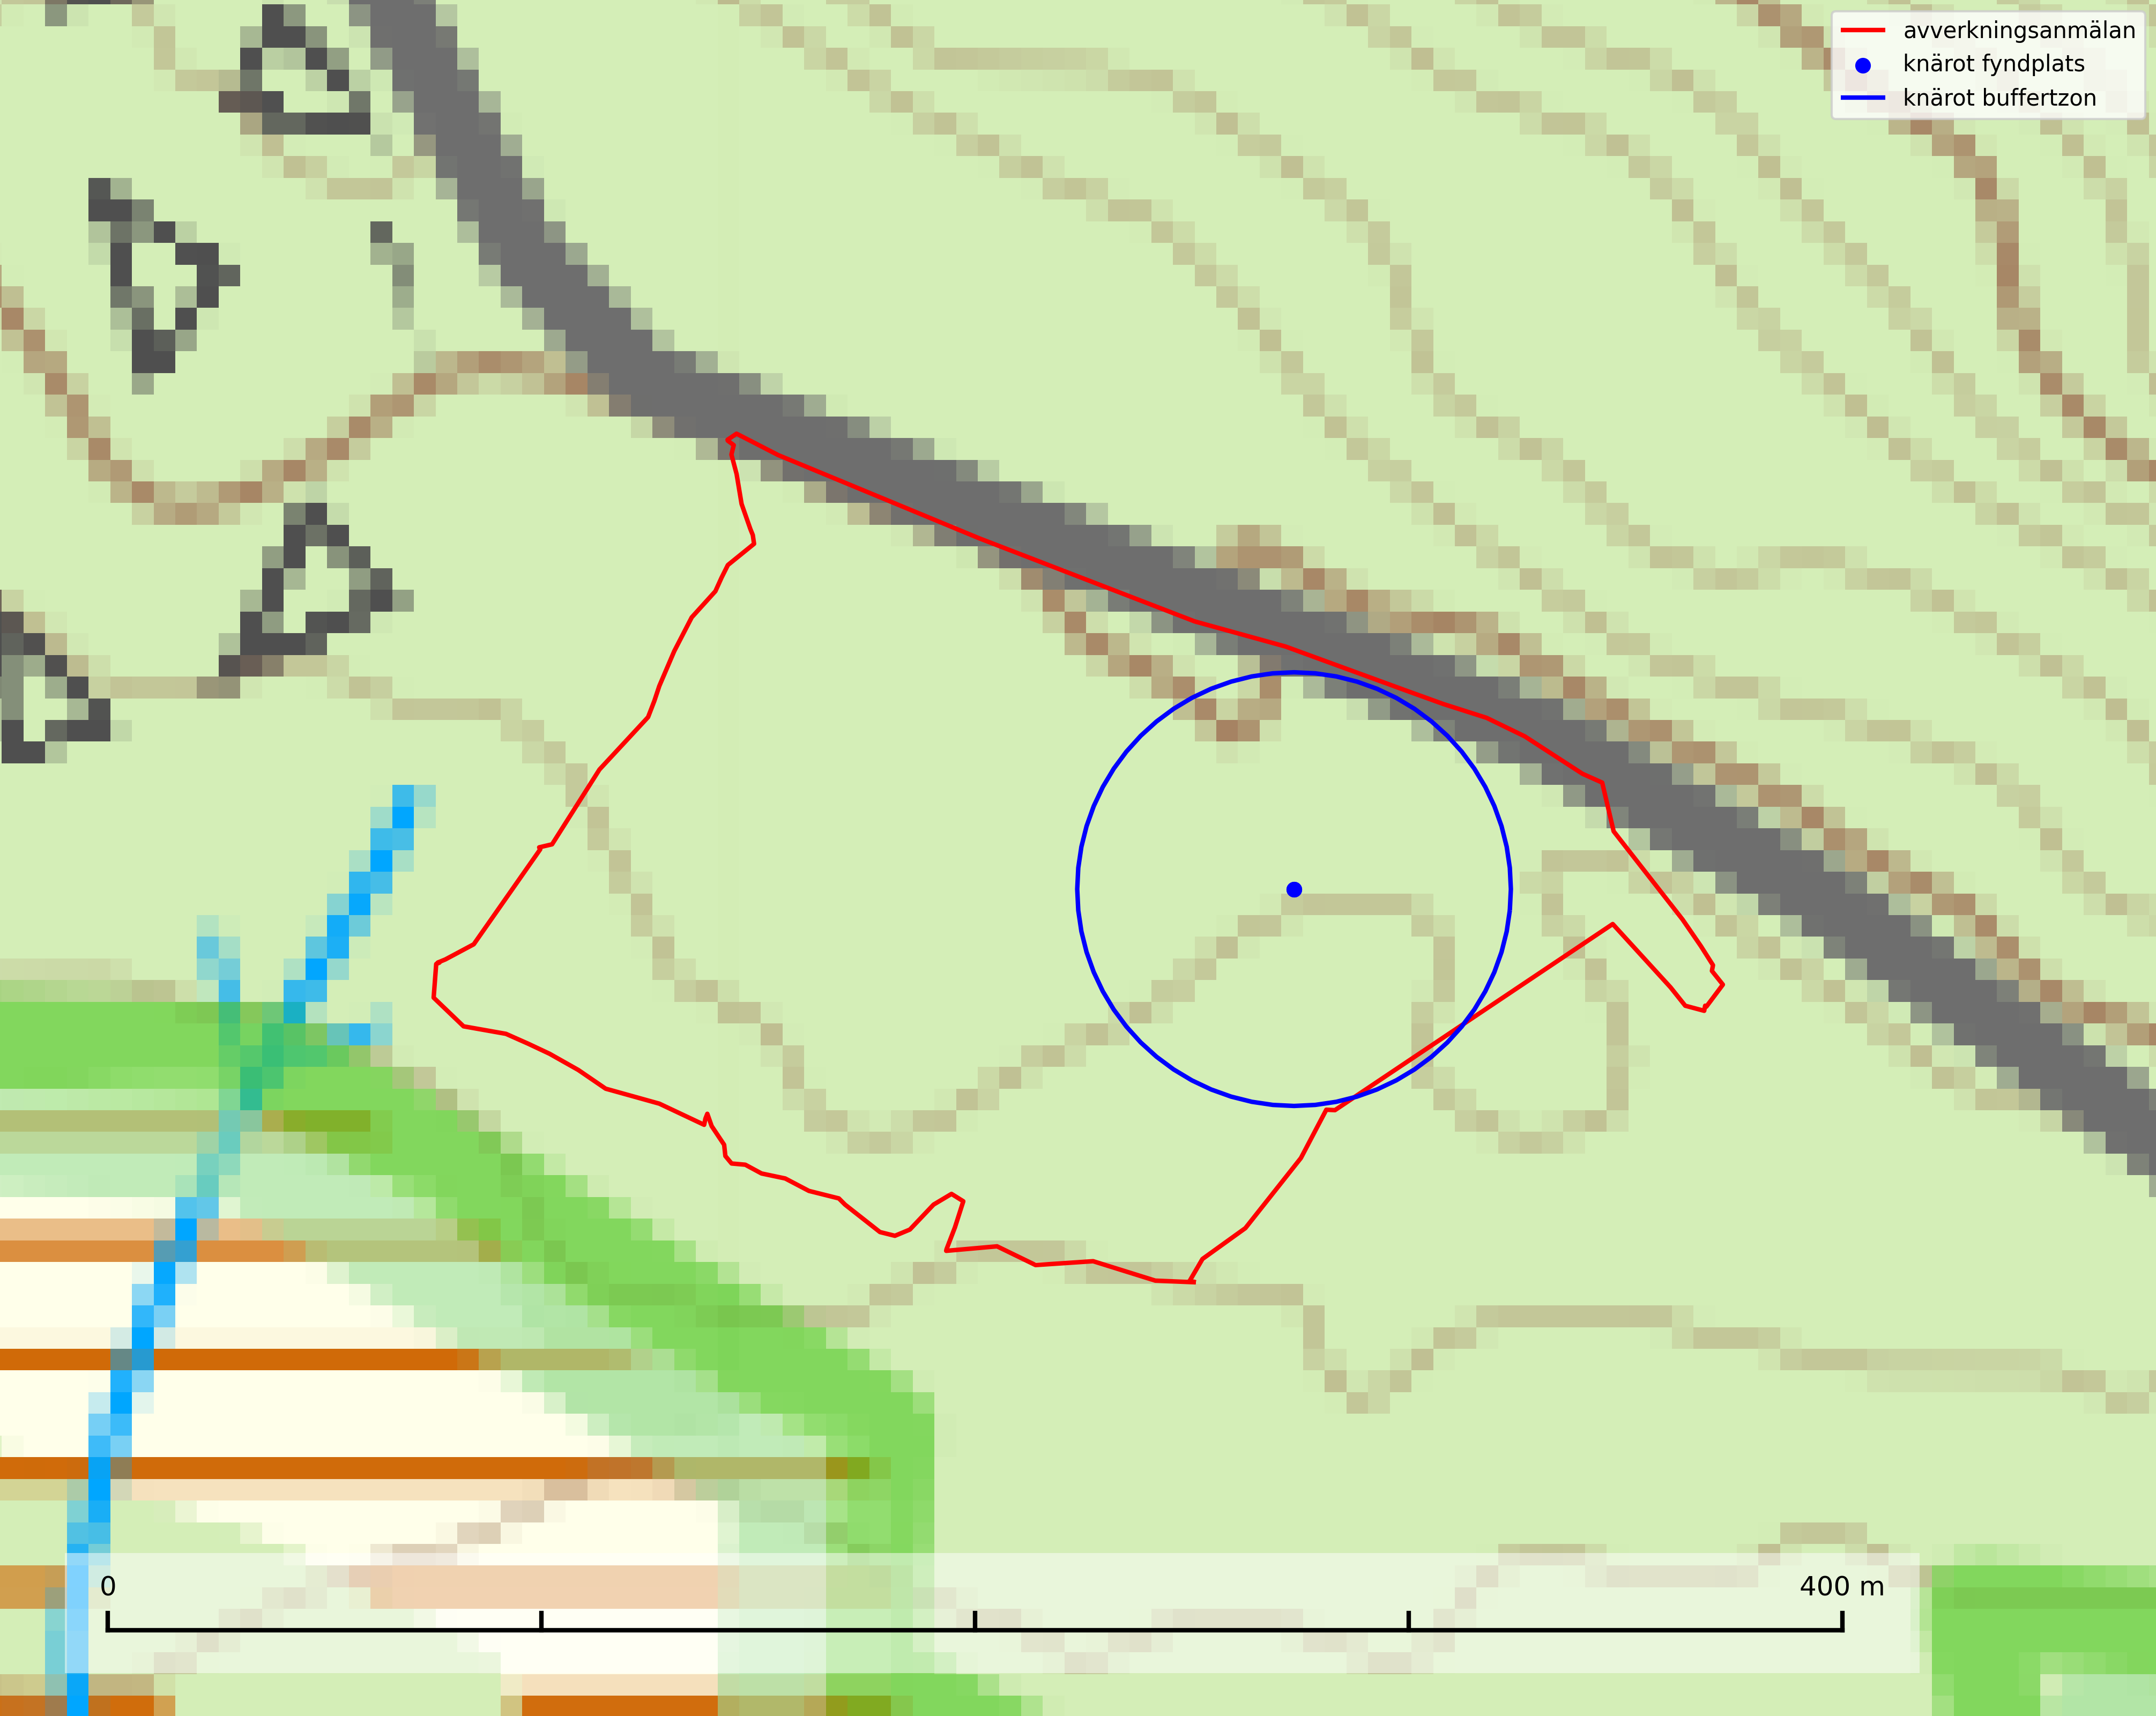 avverkningsanmälan
knärot fyndplats
knärot buffertzon
0
400 m